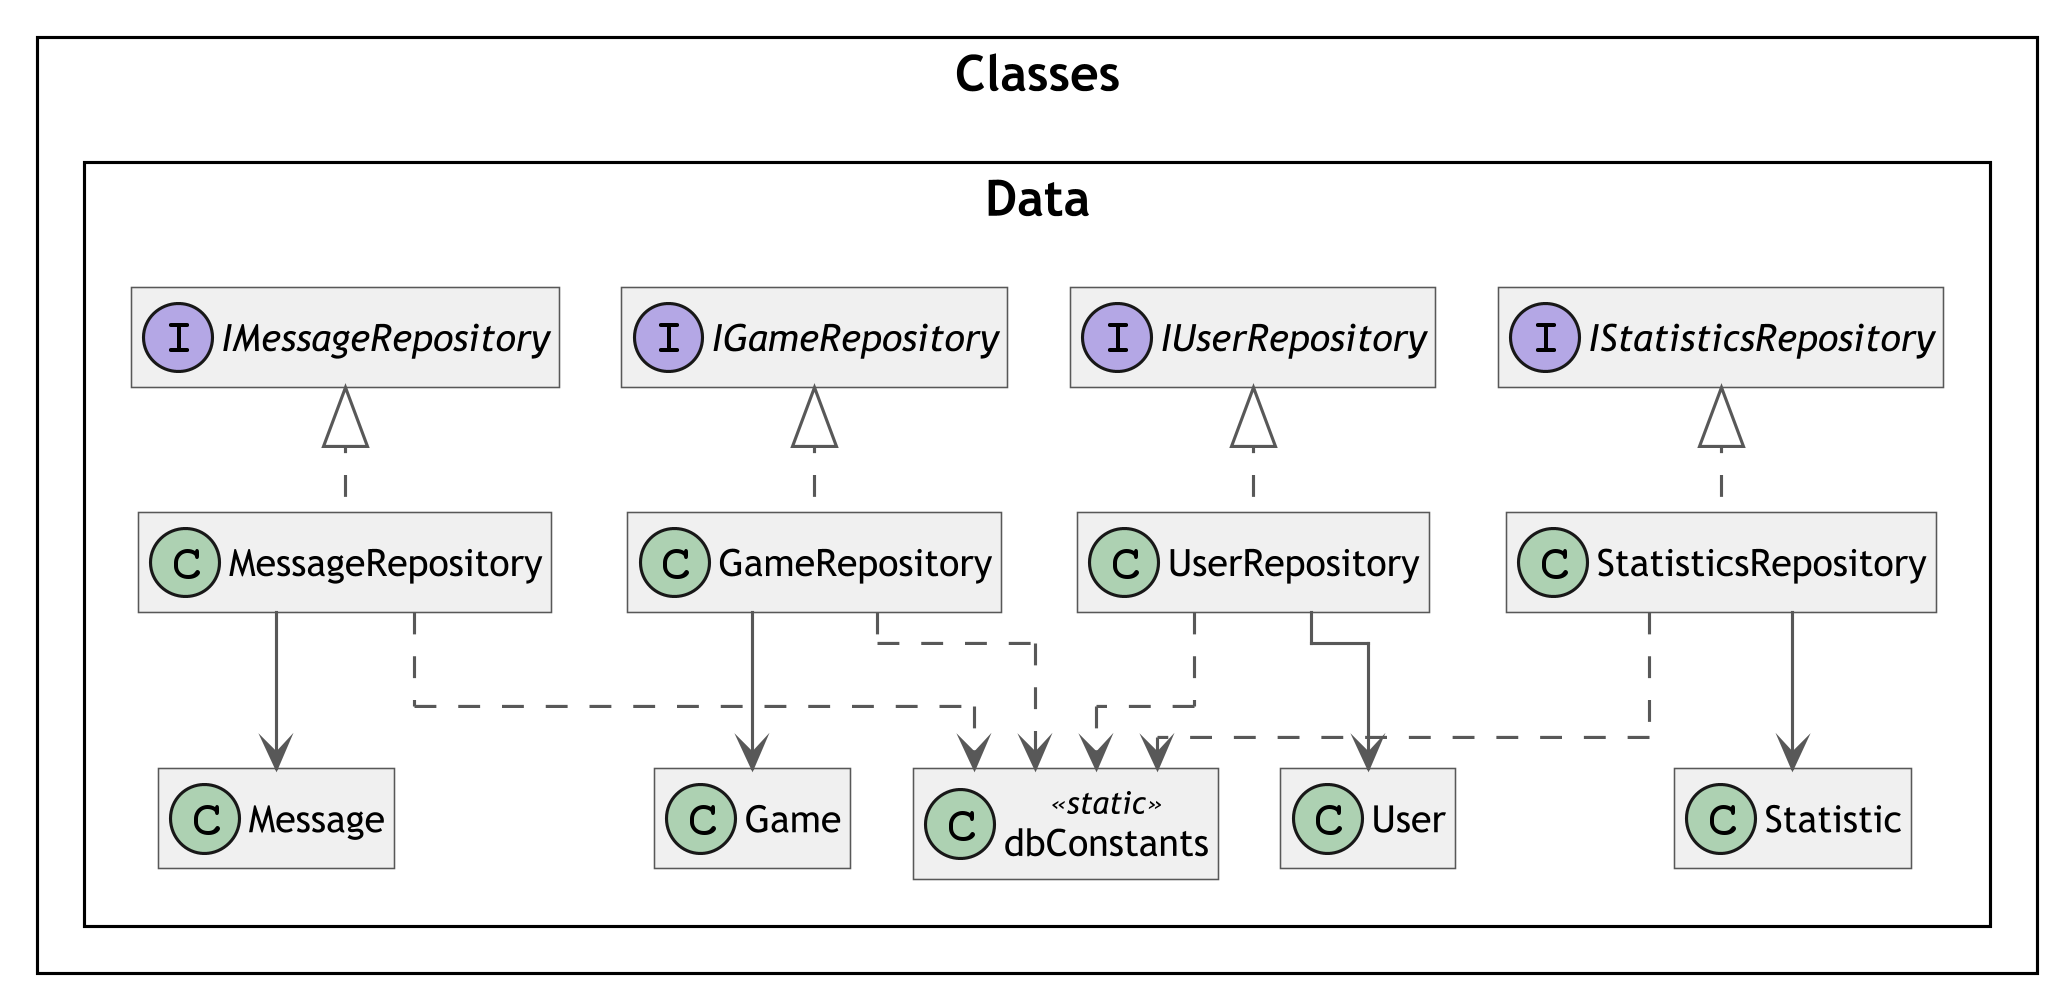 Classes
Data
I IMessageRepository
I IGameRepository
I IUserRepository
I IStatisticsRepository
C MessageRepository
C GameRepository
C UserRepository
C StatisticsRepository
C Message
C Game
C «static»
dbConstants
C User
C Statistic